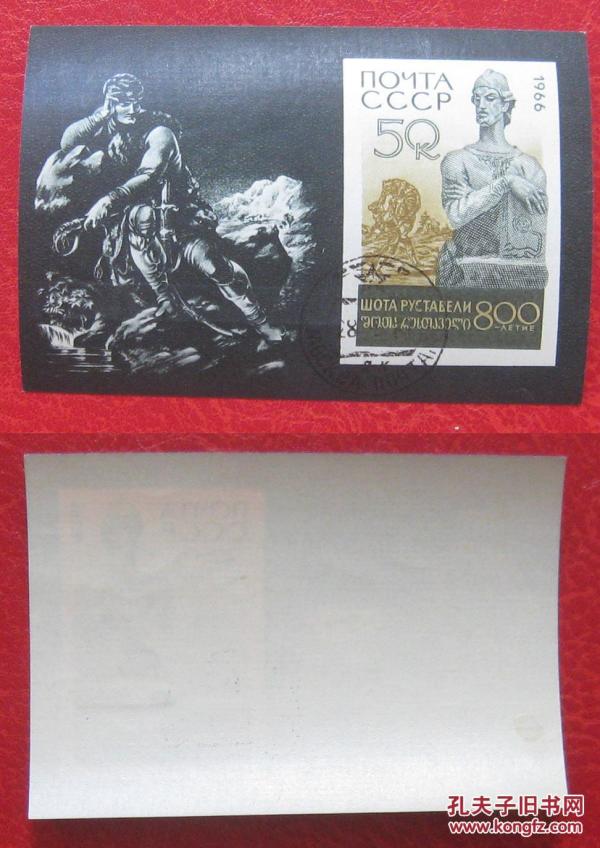 ПОЧТА
СССР
1966
50К
ШОТА РУСТАВЕЛИ
შოთა რუსთაველი
800
-ЛЕТИЕ
孔夫子旧书网
www.kongfz.com